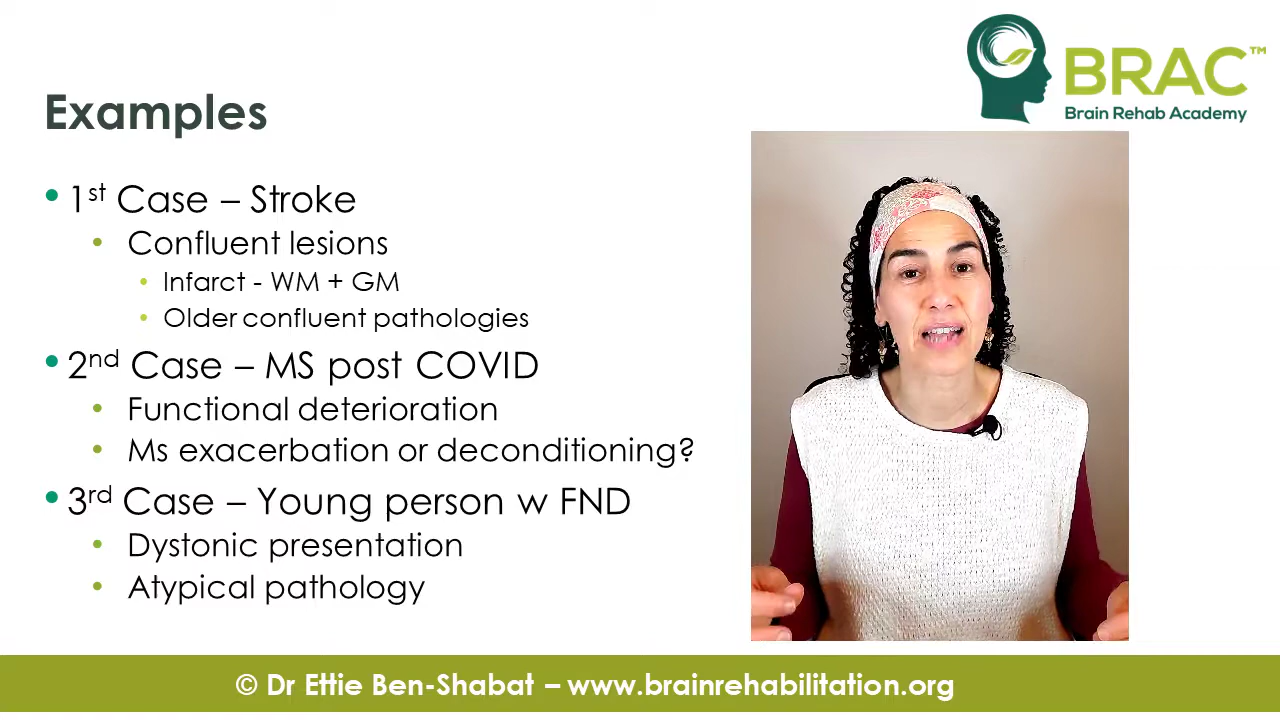 BRAC™
Brain Rehab Academy
Examples
• 1st Case – Stroke
• Confluent lesions
• Infarct - WM + GM
• Older confluent pathologies
• 2nd Case – MS post COVID
• Functional deterioration
• Ms exacerbation or deconditioning?
• 3rd Case – Young person w FND
• Dystonic presentation
• Atypical pathology
© Dr Ettie Ben-Shabat – www.brainrehabilitation.org